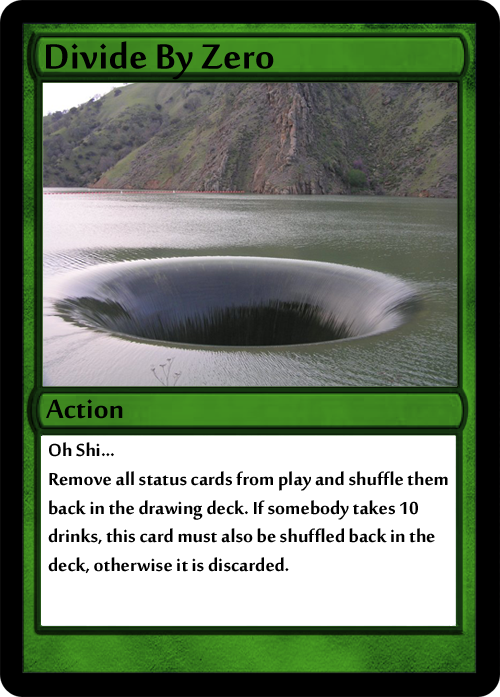 Divide By Zero
Action
Oh Shi...
Remove all status cards from play and shuffle them
back in the drawing deck. If somebody takes 10
drinks, this card must also be shuffled back in the
deck, otherwise it is discarded.